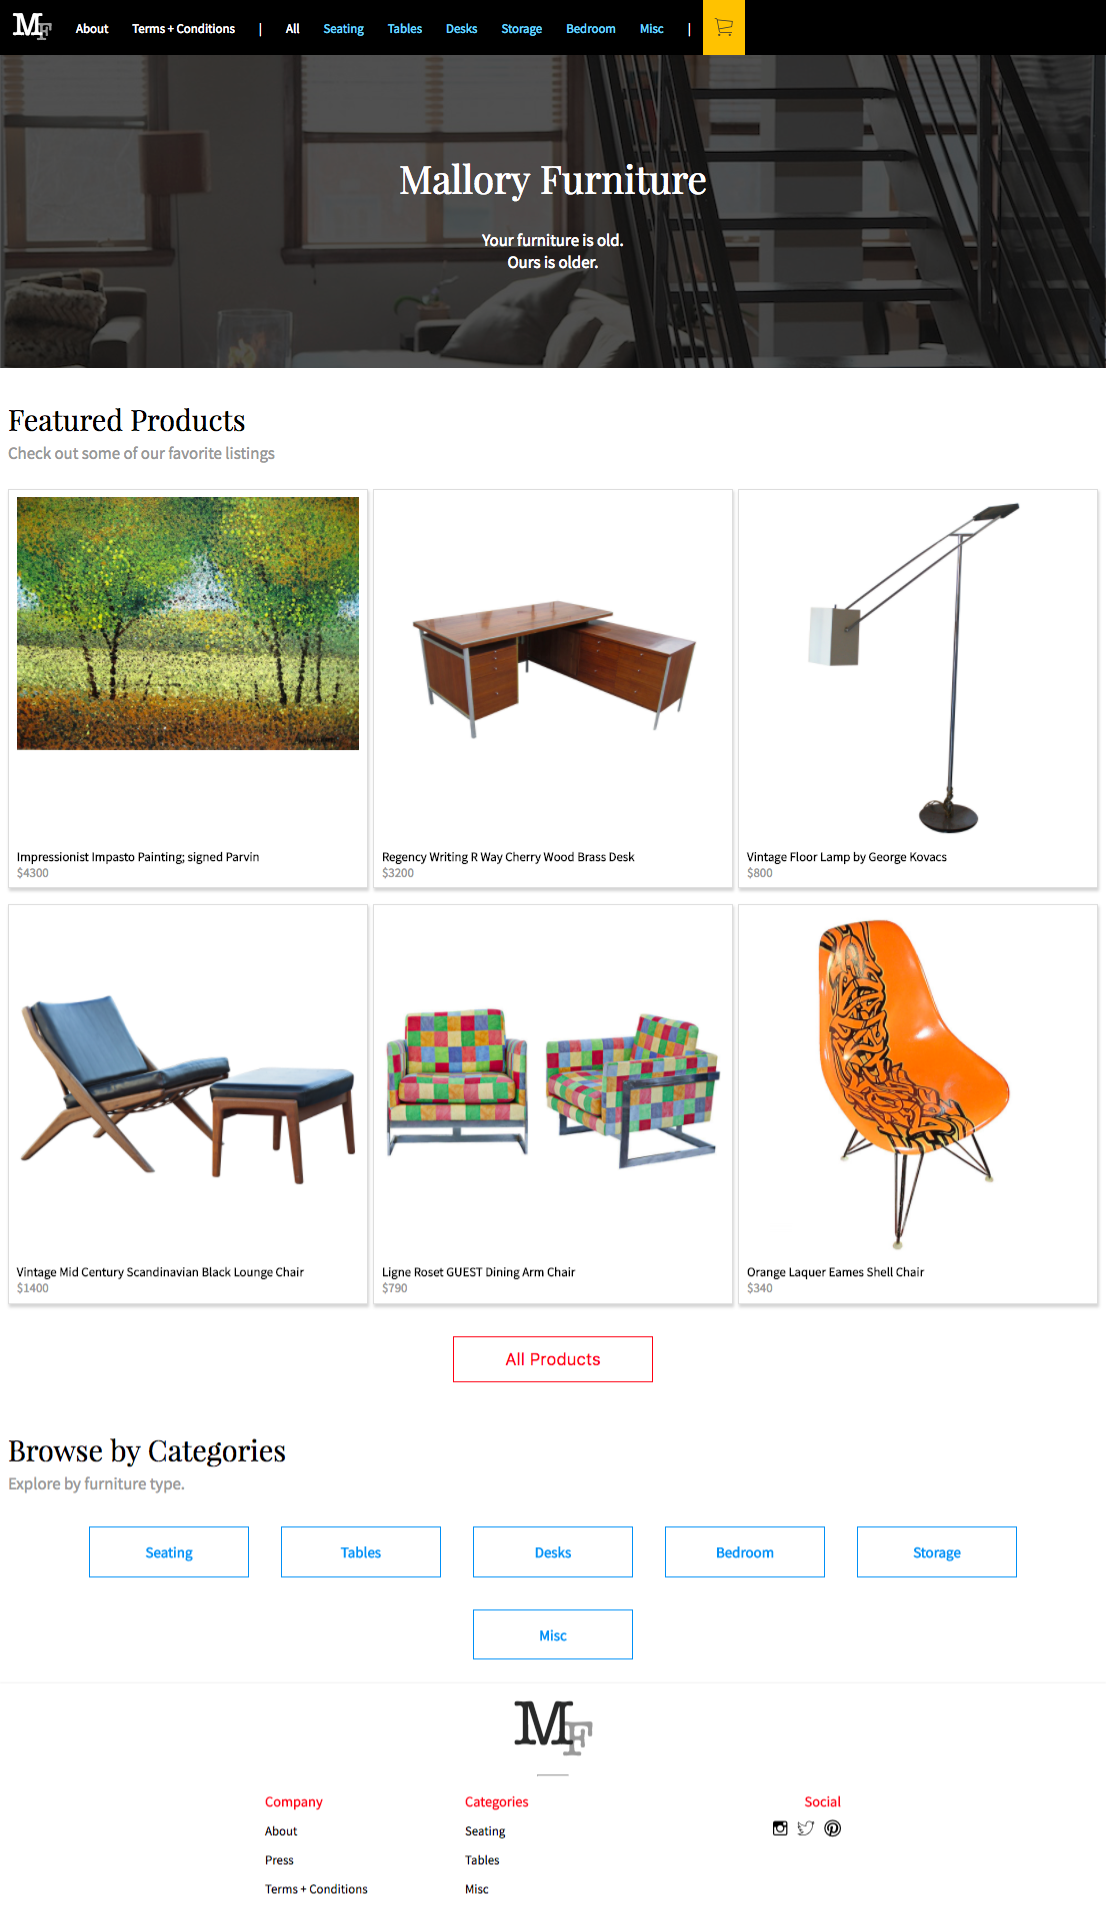 MF About Terms + Conditions | All Seating Tables Desks Storage Bedroom Misc |
Mallory Furniture
Your furniture is old.
Ours is older.
Featured Products
Check out some of our favorite listings
Impressionist Impasto Painting; signed Parvin
$4300
Regency Writing R Way Cherry Wood Brass Desk
$3200
Vintage Floor Lamp by George Kovacs
$800
Vintage Mid Century Scandinavian Black Lounge Chair
$1400
Ligne Roset GUEST Dining Arm Chair
$790
Orange Laquer Eames Shell Chair
$340
All Products
Browse by Categories
Explore by furniture type.
Seating
Tables
Desks
Bedroom
Storage
Misc
MF
Company
About
Press
Terms + Conditions
Categories
Seating
Tables
Misc
Social